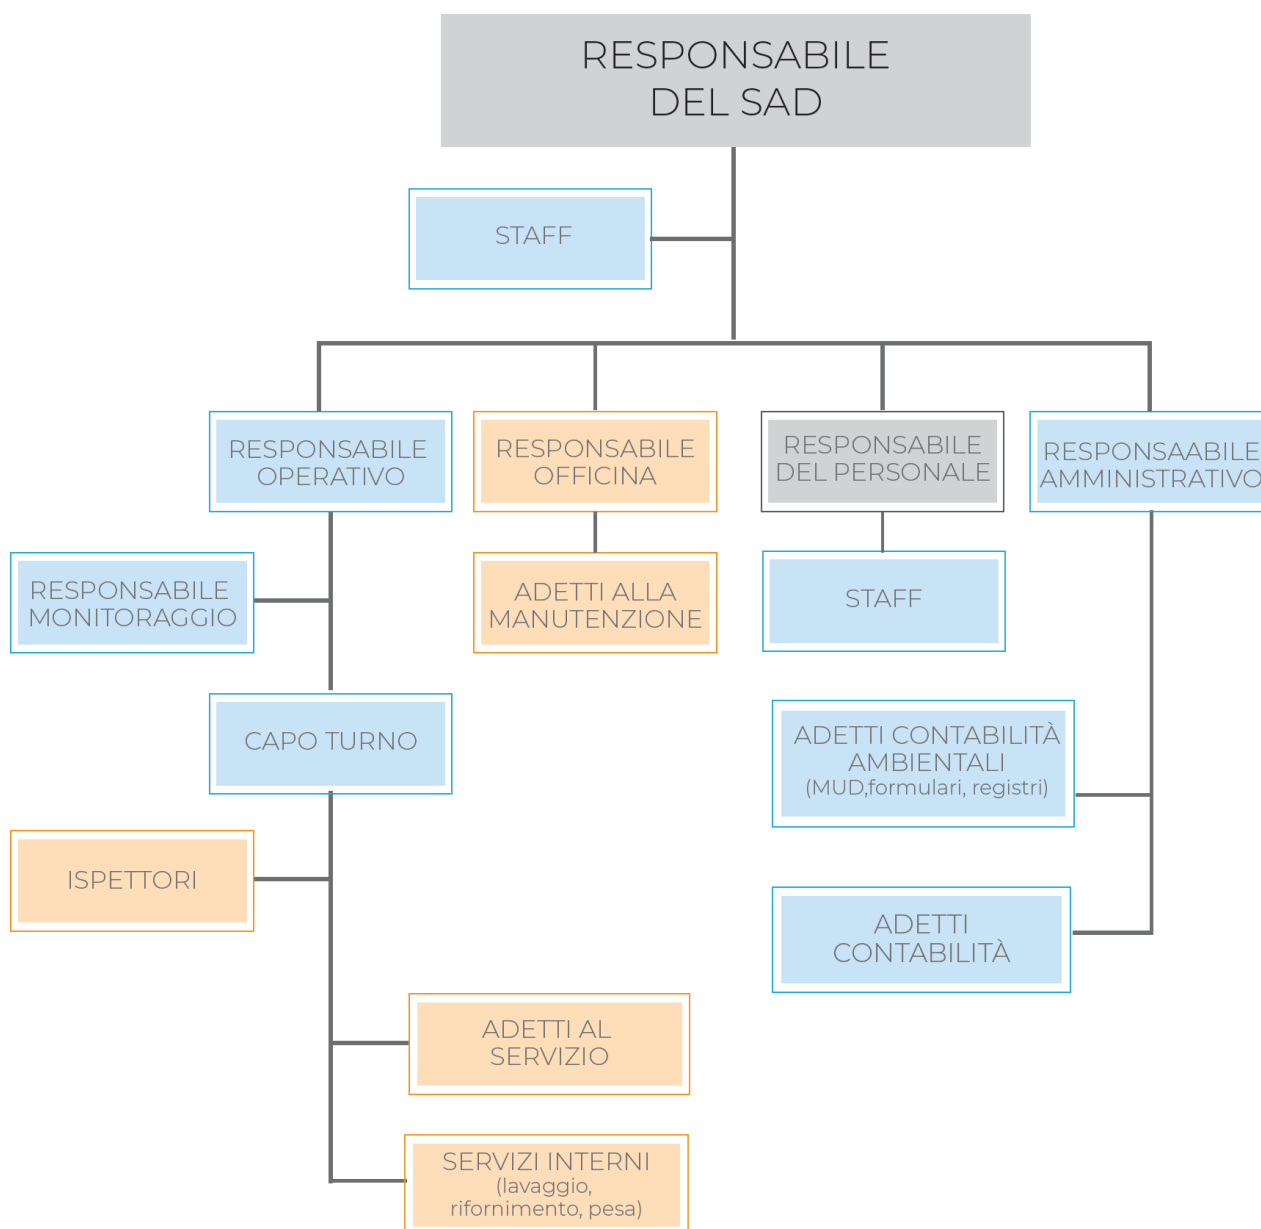 RESPONSABILE
DEL SAD
STAFF
RESPONSABILE
OPERATIVO
RESPONSABILE
OFFICINA
RESPONSABILE
DEL PERSONALE
RESPONSAABILE
AMMINISTRATIVO
RESPONSABILE
MONITORAGGIO
ADETTI ALLA
MANUTENZIONE
STAFF
CAPO TURNO
ADETTI CONTABILITÀ
AMBIENTALI
(MUD,formulari, registri)
ISPETTORI
ADETTI
CONTABILITÀ
ADETTI AL
SERVIZIO
SERVIZI INTERNI
(lavaggio,
rifornimento, pesa)